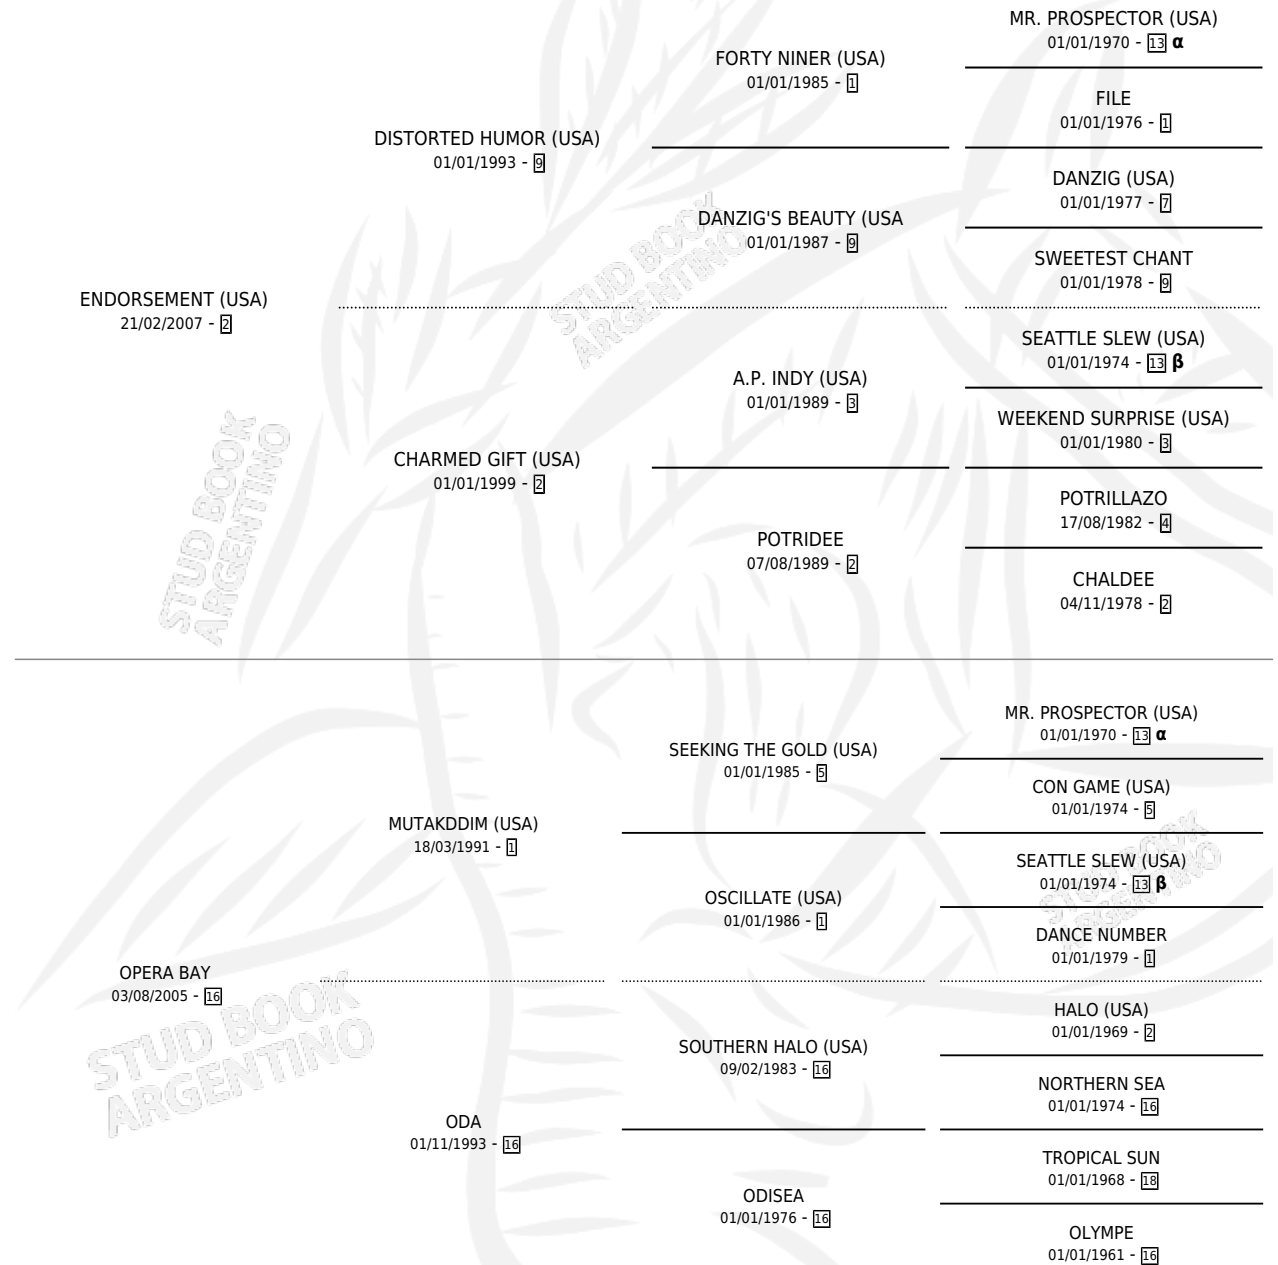 MR. PROSPECTOR (USA)
01/01/1970 - 13 α
FORTY NINER (USA)
01/01/1985 - 1
FILE
01/01/1976 - 1
DISTORTED HUMOR (USA)
01/01/1993 - 9
DANZIG (USA)
01/01/1977 - 7
DANZIG'S BEAUTY (USA
01/01/1987 - 9
SWEETEST CHANT
01/01/1978 - 9
ENDORSEMENT (USA)
21/02/2007 - 2
SEATTLE SLEW (USA)
01/01/1974 - 13 β
A.P. INDY (USA)
01/01/1989 - 3
WEEKEND SURPRISE (USA)
01/01/1980 - 3
CHARMED GIFT (USA)
01/01/1999 - 2
POTRILLAZO
17/08/1982 - 4
POTRIDEE
07/08/1989 - 2
CHALDEE
04/11/1978 - 2
MR. PROSPECTOR (USA)
01/01/1970 - 13 α
SEEKING THE GOLD (USA)
01/01/1985 - 5
CON GAME (USA)
01/01/1974 - 5
MUTAKDDIM (USA)
18/03/1991 - 1
SEATTLE SLEW (USA)
01/01/1974 - 13 β
OSCILLATE (USA)
01/01/1986 - 1
DANCE NUMBER
01/01/1979 - 1
OPERA BAY
03/08/2005 - 16
HALO (USA)
01/01/1969 - 2
SOUTHERN HALO (USA)
09/02/1983 - 16
NORTHERN SEA
01/01/1974 - 16
ODA
01/11/1993 - 16
TROPICAL SUN
01/01/1968 - 18
ODISEA
01/01/1976 - 16
OLYMPE
01/01/1961 - 16
STUD BOOK
ARGENTINO
STUD BOOK
ARGENTINO
STUD BOOK
ARGENTINO
STUD BOOK
ARGENTINO